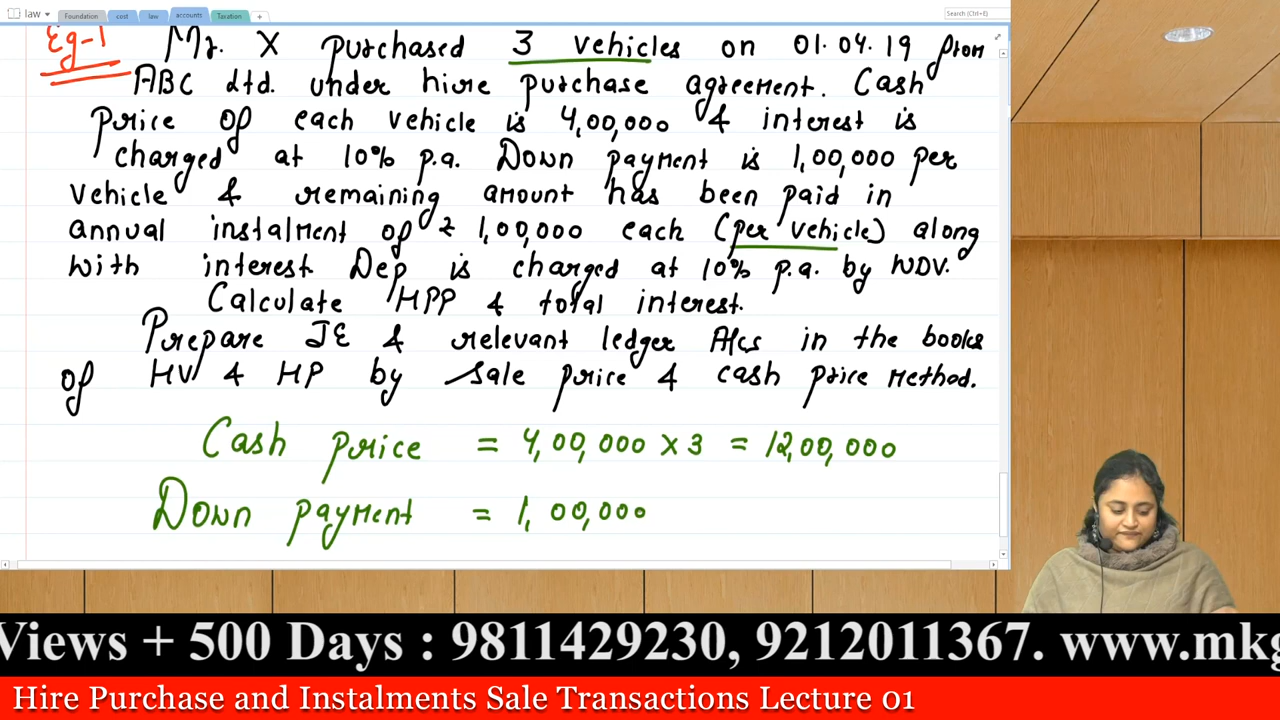 law
Foundation
cost
law
accounts
Taxation
+
Search (Ctrl+E)
Eg-1 Mr. X purchased 3 vehicles on 01.04.19 from
ABC Ltd. under hire purchase agreement. Cash
Price of each vehicle is 4,00,000 & interest is
charged at 10% p.a. Down payment is 1,00,000 per
vehicle & remaining amount has been paid in
annual instalment of ₹ 1,00,000 each (per vehicle) along
with interest. Dep is charged at 10% p.a. by WDV.
Calculate HPP & total interest.
Prepare JE & relevant ledger A/cs in the books
of HV & HP by Sale price & cash price Method.
Cash price = 4,00,000 x 3 = 12,00,000
Down payment = 1,00,000
Views + 500 Days : 9811429230, 9212011367. www.mkg
Hire Purchase and Instalments Sale Transactions Lecture 01